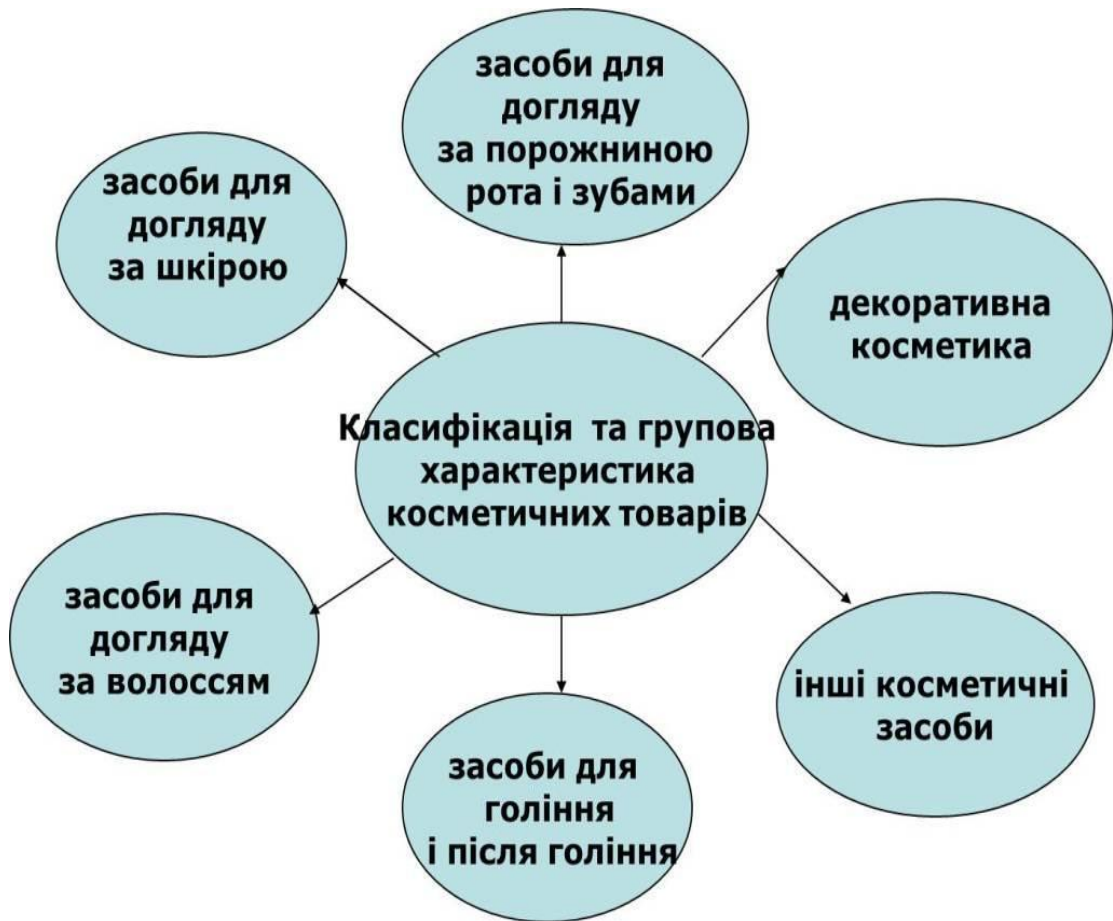 засоби для
догляду
за порожниною
рота і зубами
засоби для
догляду
за шкірою
декоративна
косметика
Класифікація та групова
характеристика
косметичних товарів
засоби для
догляду
за волоссям
інші косметичні
засоби
засоби для
гоління
і після гоління